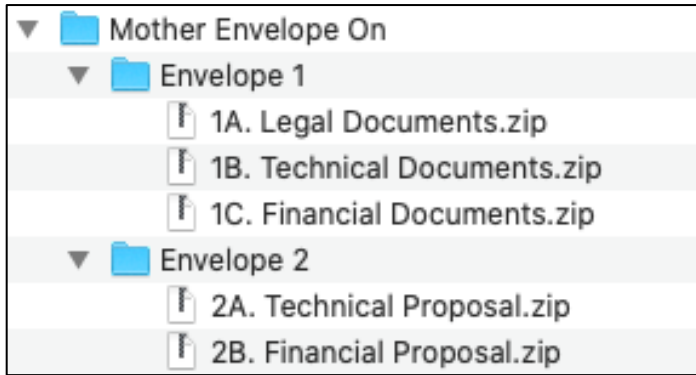 Mother Envelope On
Envelope 1
1A. Legal Documents.zip
1B. Technical Documents.zip
1C. Financial Documents.zip
Envelope 2
2A. Technical Proposal.zip
2B. Financial Proposal.zip